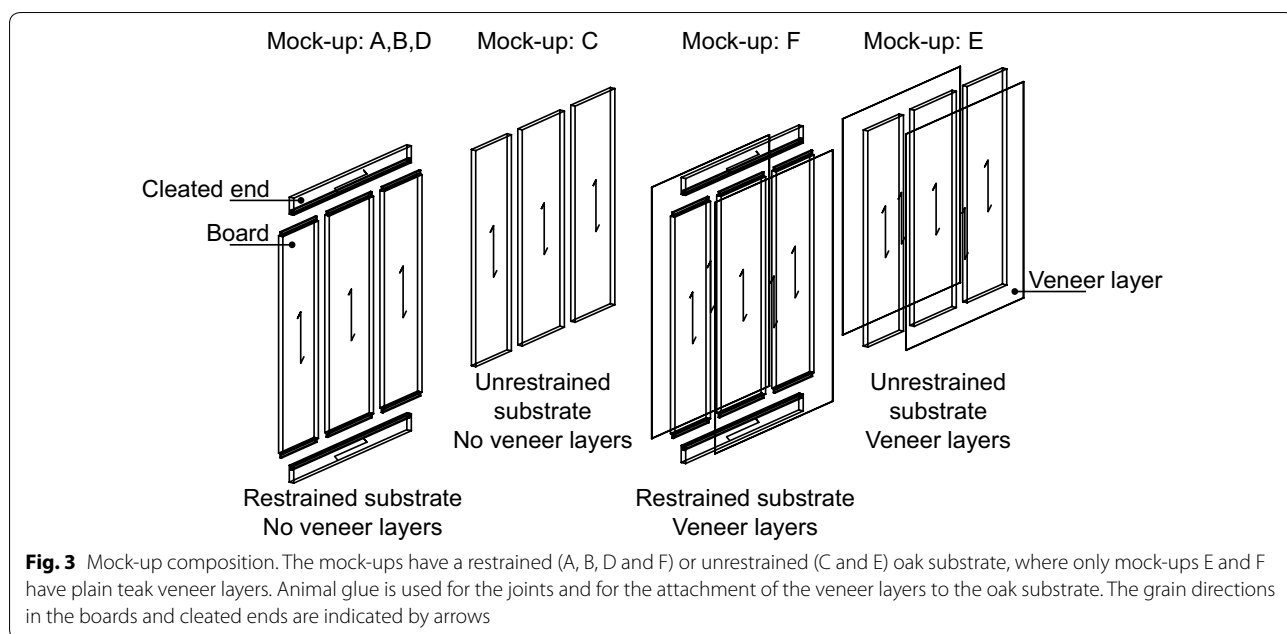 Mock-up: A,B,D
Mock-up: C
Mock-up: F
Mock-up: E
Cleated end
Board
Veneer layer
Unrestrained
substrate
No veneer layers
Unrestrained
substrate
Veneer layers
Restrained substrate
No veneer layers
Restrained substrate
Veneer layers
Fig. 3 Mock-up composition. The mock-ups have a restrained (A, B, D and F) or unrestrained (C and E) oak substrate, where only mock-ups E and F
have plain teak veneer layers. Animal glue is used for the joints and for the attachment of the veneer layers to the oak substrate. The grain directions
in the boards and cleated ends are indicated by arrows